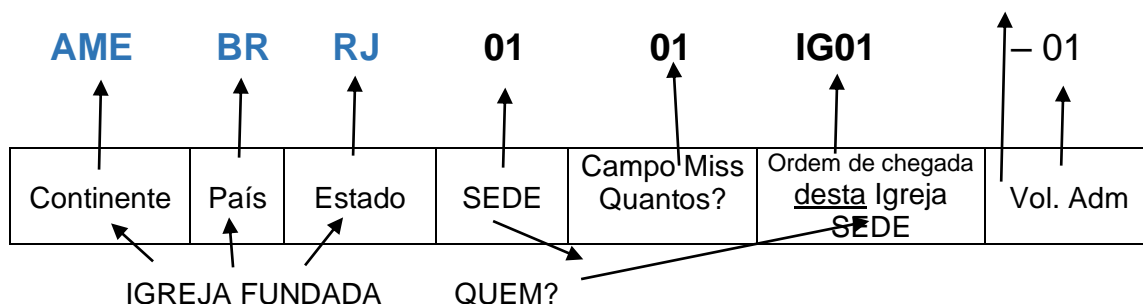 AME BR RJ 01 01 IG01 – 01
Continente País Estado SEDE Campo Miss Quantos? Ordem de chegada desta Igreja SEDE Vol. Adm
IGREJA FUNDADA QUEM?